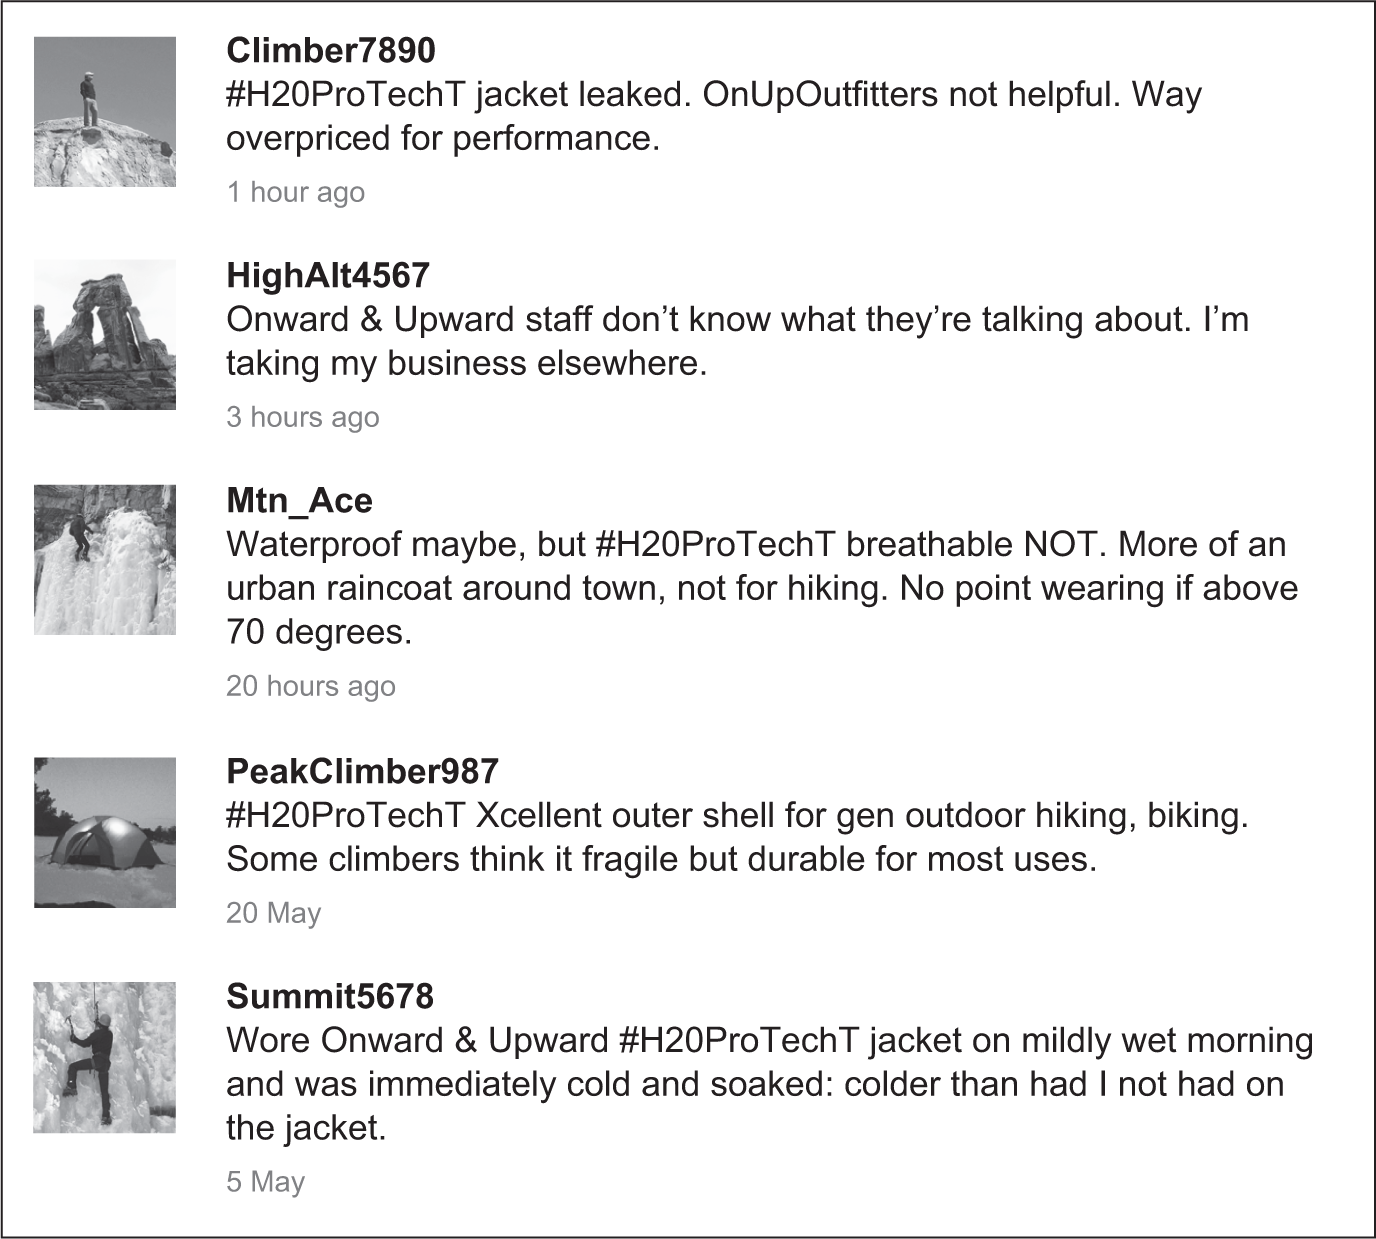 Climber7890
#H20ProTechT jacket leaked. OnUpOutfitters not helpful. Way
overpriced for performance.
1 hour ago
HighAlt4567
Onward & Upward staff don’t know what they’re talking about. I’m
taking my business elsewhere.
3 hours ago
Mtn_Ace
Waterproof maybe, but #H20ProTechT breathable NOT. More of an
urban raincoat around town, not for hiking. No point wearing if above
70 degrees.
20 hours ago
PeakClimber987
#H20ProTechT Xcellent outer shell for gen outdoor hiking, biking.
Some climbers think it fragile but durable for most uses.
20 May
Summit5678
Wore Onward & Upward #H20ProTechT jacket on mildly wet morning
and was immediately cold and soaked: colder than had I not had on
the jacket.
5 May